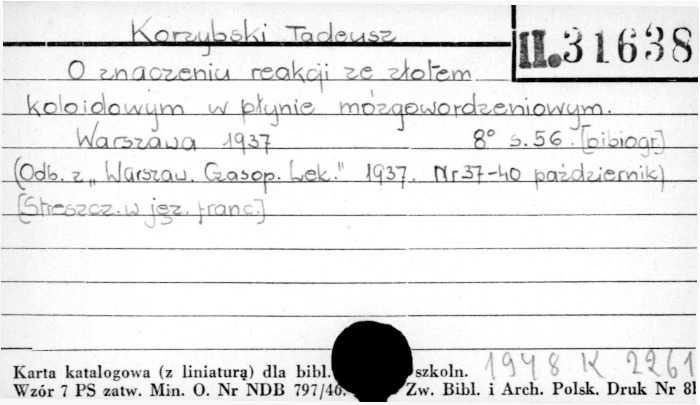 Korzybski Tadeusz
II. 31638
O znaczeniu reakcji ze złotem
koloidowym w płynie mózgowordzeniowym.
Warszawa 1937 8° s. 56. [bibiogr]
(Odb. z „Warszaw. Czasop. Lek." 1937. Nr 37-40 październik)
[Streszcz. w jęz. franc.]
1948 K 2261
Karta katalogowa (z liniaturą) dla bibl. szkoln.
Wzór 7 PS zatw. Min. O. Nr NDB 797/46. Zw. Bibl. i Arch. Polsk. Druk Nr 81